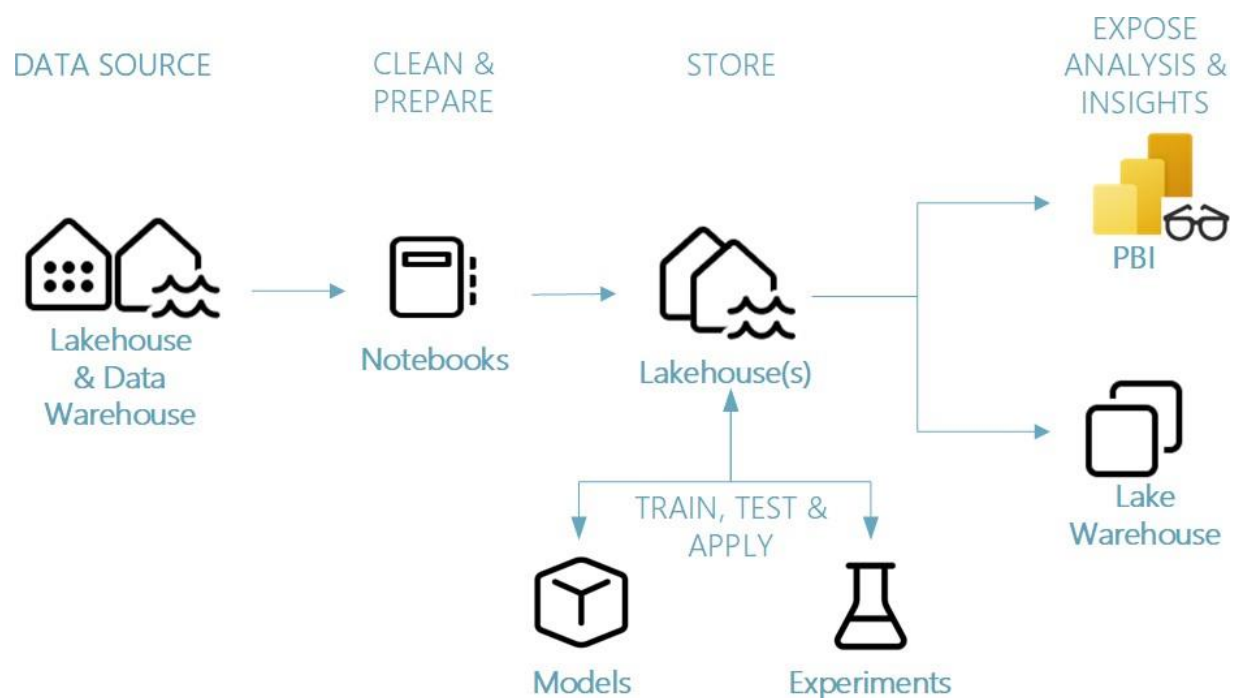 DATA SOURCE
CLEAN &
PREPARE
STORE
EXPOSE
ANALYSIS &
INSIGHTS
Lakehouse
& Data
Warehouse
Notebooks
Lakehouse(s)
PBI
Lake
Warehouse
TRAIN, TEST &
APPLY
Models
Experiments